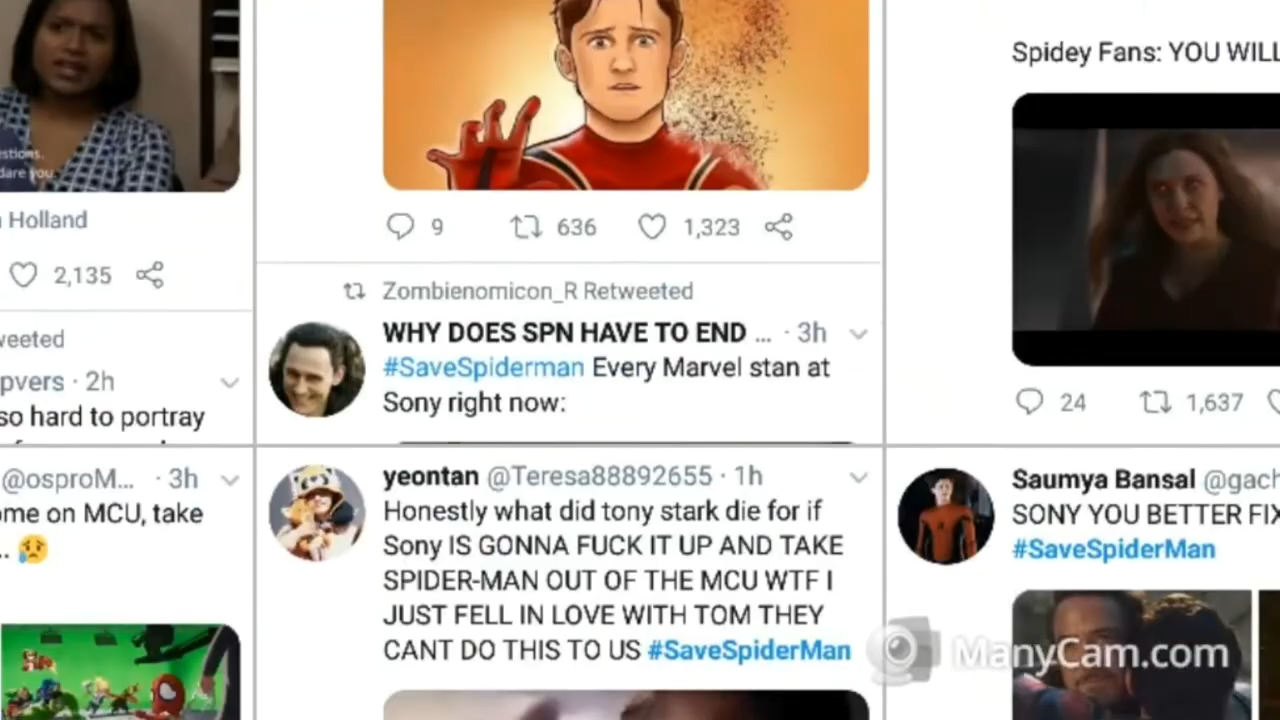 estions.
dare you.
Holland
2,135
weeted
pvers · 2h
so hard to portray
@osproM... · 3h
ome on MCU, take
..
9 636 1,323
Zombienomicon_R Retweeted
WHY DOES SPN HAVE TO END ... · 3h
#SaveSpiderman Every Marvel stan at
Sony right now:
yeontan @Teresa88892655 · 1h
Honestly what did tony stark die for if
Sony IS GONNA FUCK IT UP AND TAKE
SPIDER-MAN OUT OF THE MCU WTF I
JUST FELL IN LOVE WITH TOM THEY
CANT DO THIS TO US #SaveSpiderMan
Spidey Fans: YOU WILL
24 1,637
Saumya Bansal @gach
SONY YOU BETTER FIX
#SaveSpiderMan
ManyCam.com